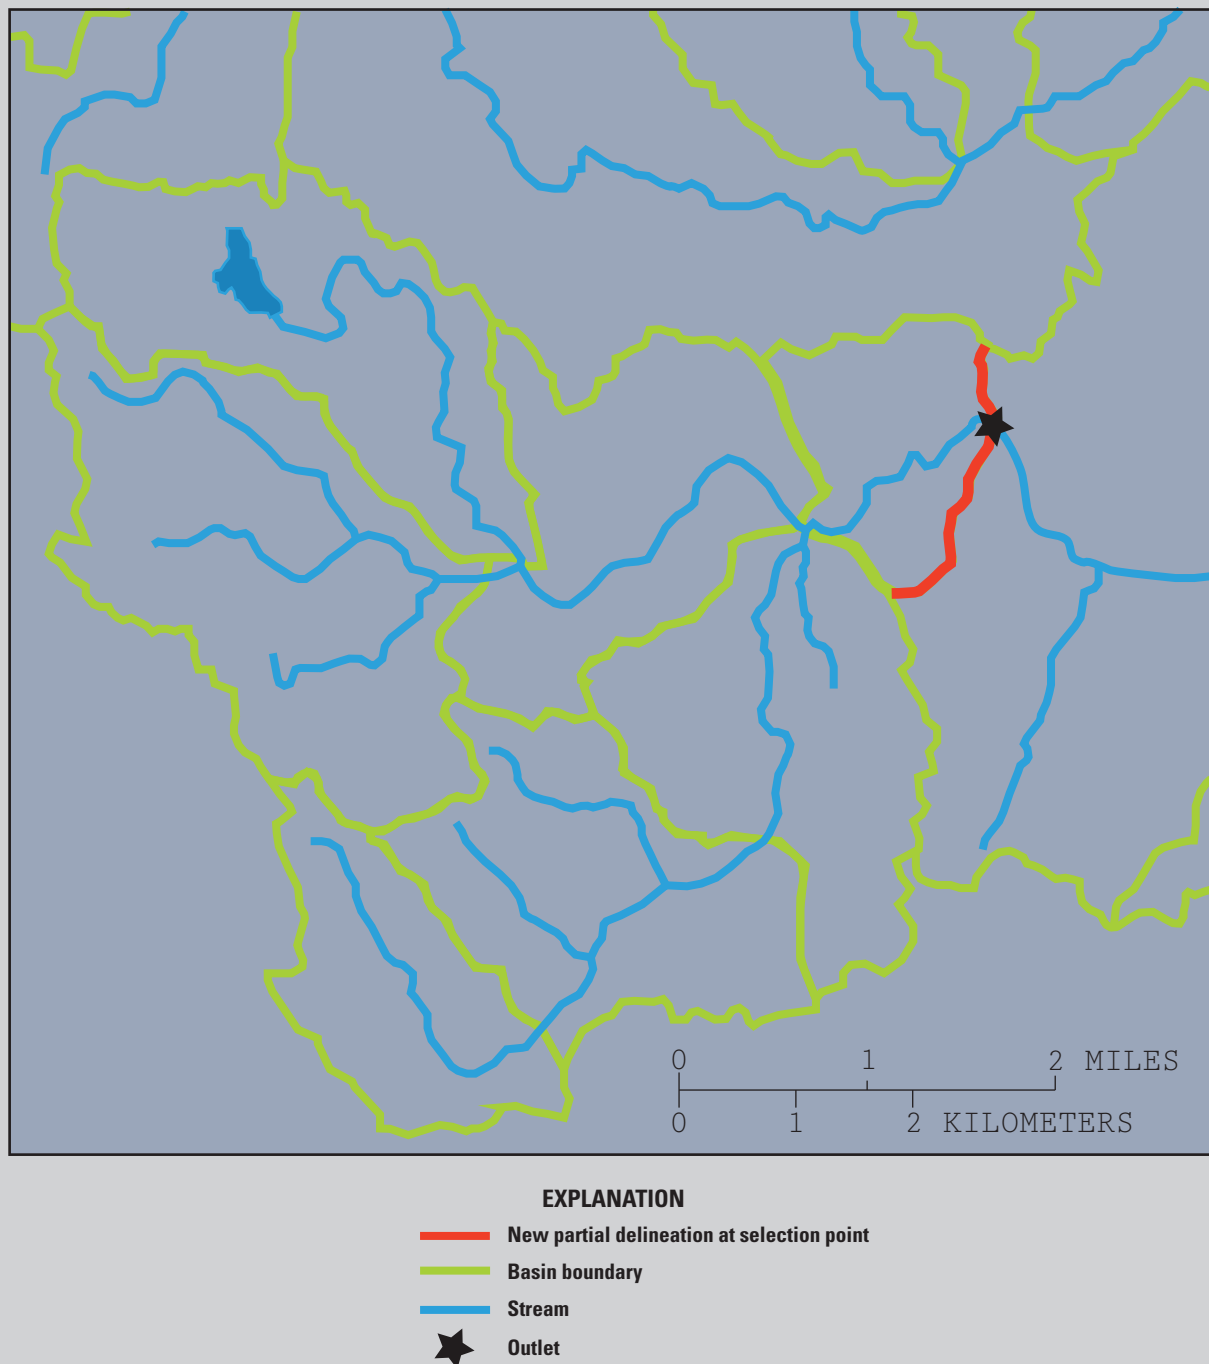 0 1 2 MILES
0 1 2 KILOMETERS
EXPLANATION
New partial delineation at selection point
Basin boundary
Stream
Outlet